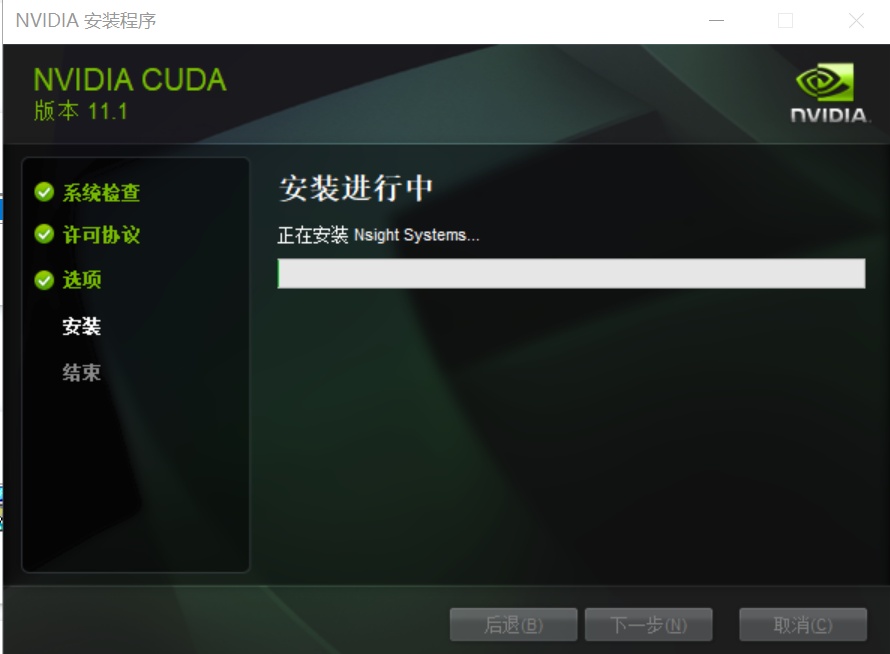 NVIDIA 安装程序
NVIDIA CUDA
版本 11.1
NVIDIA.
系统检查
许可协议
选项
安装
结束
安装进行中
正在安装 Nsight Systems...
后退(B)
下一步(N)
取消(C)